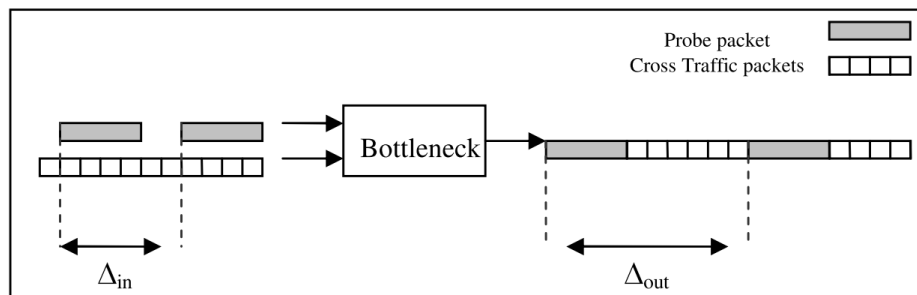 Probe packet
Cross Traffic packets
Bottleneck
Δin
Δout